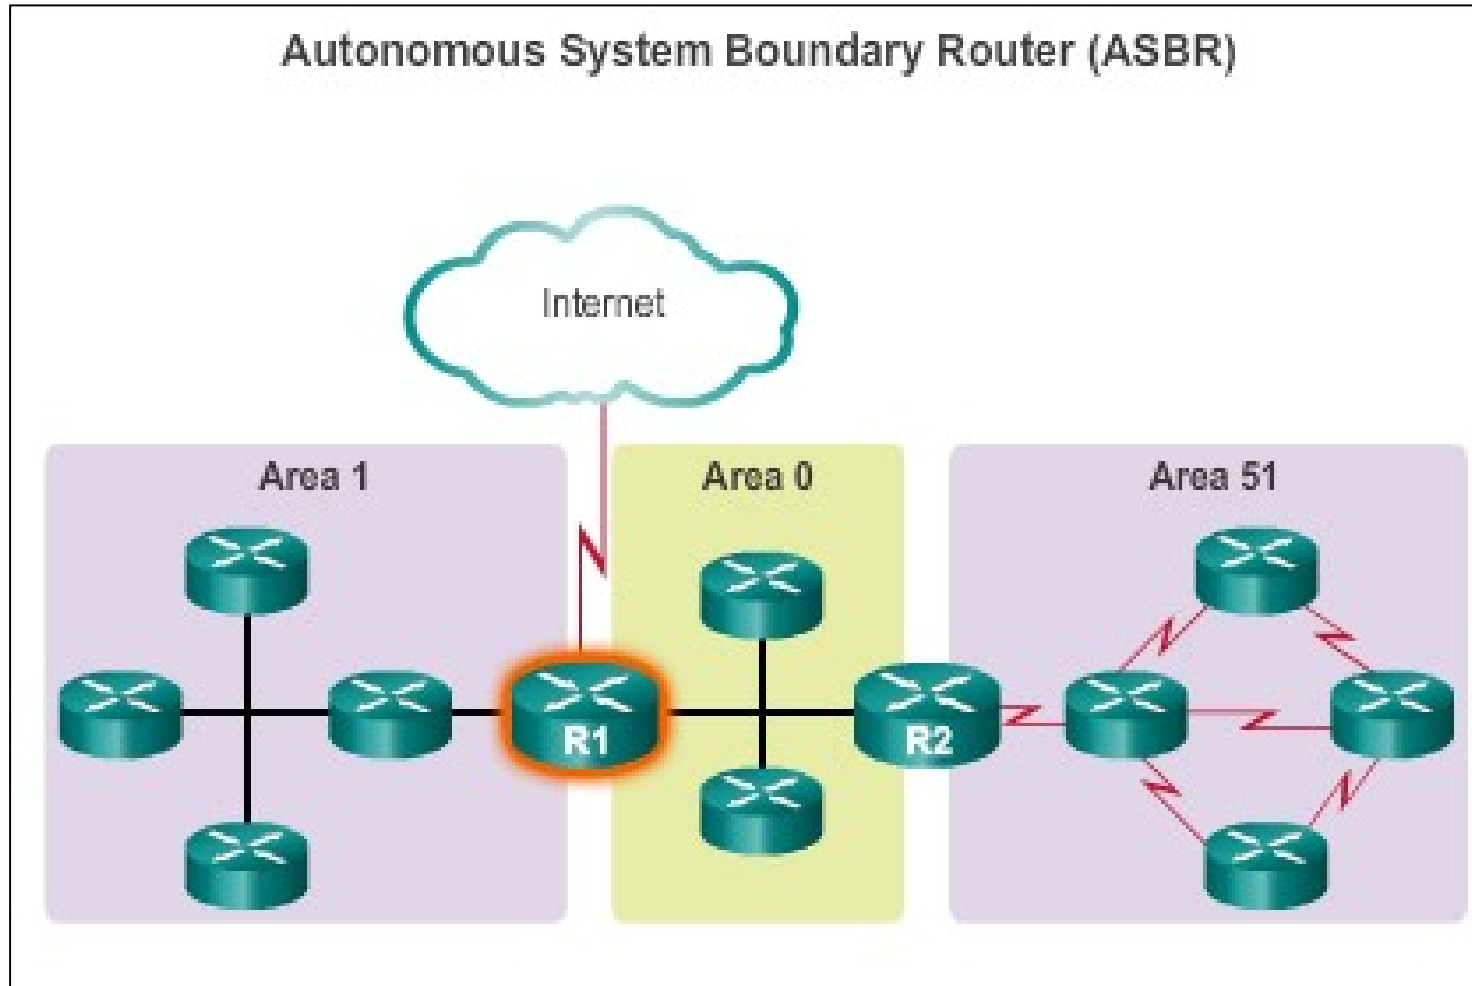 Autonomous System Boundary Router (ASBR)
Internet
Area 1
Area 0
Area 51
R1
R2